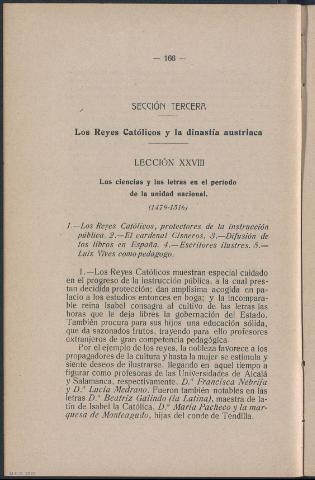 — 166 —
SECCIÓN TERCERA
Los Reyes Católicos y la dinastía austriaca
LECCIÓN XXVIII
Las ciencias y las letras en el período
de la unidad nacional.
(1479-1516)
1.—Los Reyes Católicos, protectores de la instrucción
pública. 2.—El cardenal Cisneros. 3.—Difusión de
los libros en España. 4.—Escritores ilustres. 5.—
Luis Vives como pedagogo.
1.—Los Reyes Católicos muestran especial cuidado
en el progreso de la instrucción pública, a la cual pres-
tan decidida protección; dan amplísima acogida en pa-
lacio a los estudios entonces en boga; y la incompara-
ble reina Isabel consagra al cultivo de las letras las
horas que le deja libres la gobernación del Estado.
También procura para sus hijos una educación sólida,
que da sazonados frutos, trayendo para ello profesores
extranjeros de gran competencia pedagógica.
Por el ejemplo de los reyes, la nobleza favorece a los
propagadores de la cultura y hasta la mujer se estimula y
siente deseos de ilustrarse, llegando en aquel tiempo a
figurar como profesoras de las Universidades de Alcalá
y Salamanca, respectivamente, D.ª Francisca Nebrija
y D.ª Lucía Medrano. Fueron también notables en las
letras D.ª Beatriz Galindo (la Latina), maestra de la-
tín de Isabel la Católica, D.ª María Pacheco y la mar-
quesa de Monteagudo, hijas del conde de Tendilla.